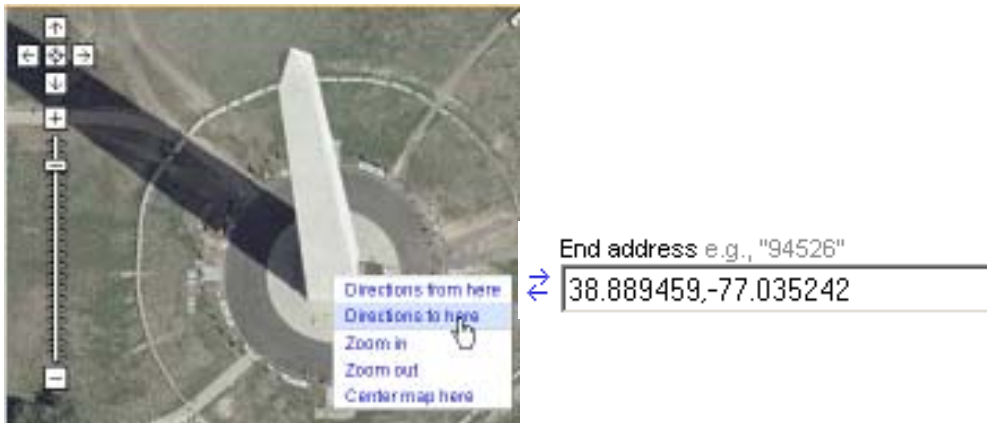 Directions from here
Directions to here
Zoom in
Zoom out
Center map here
End address e.g., "94526"
38.889459,-77.035242